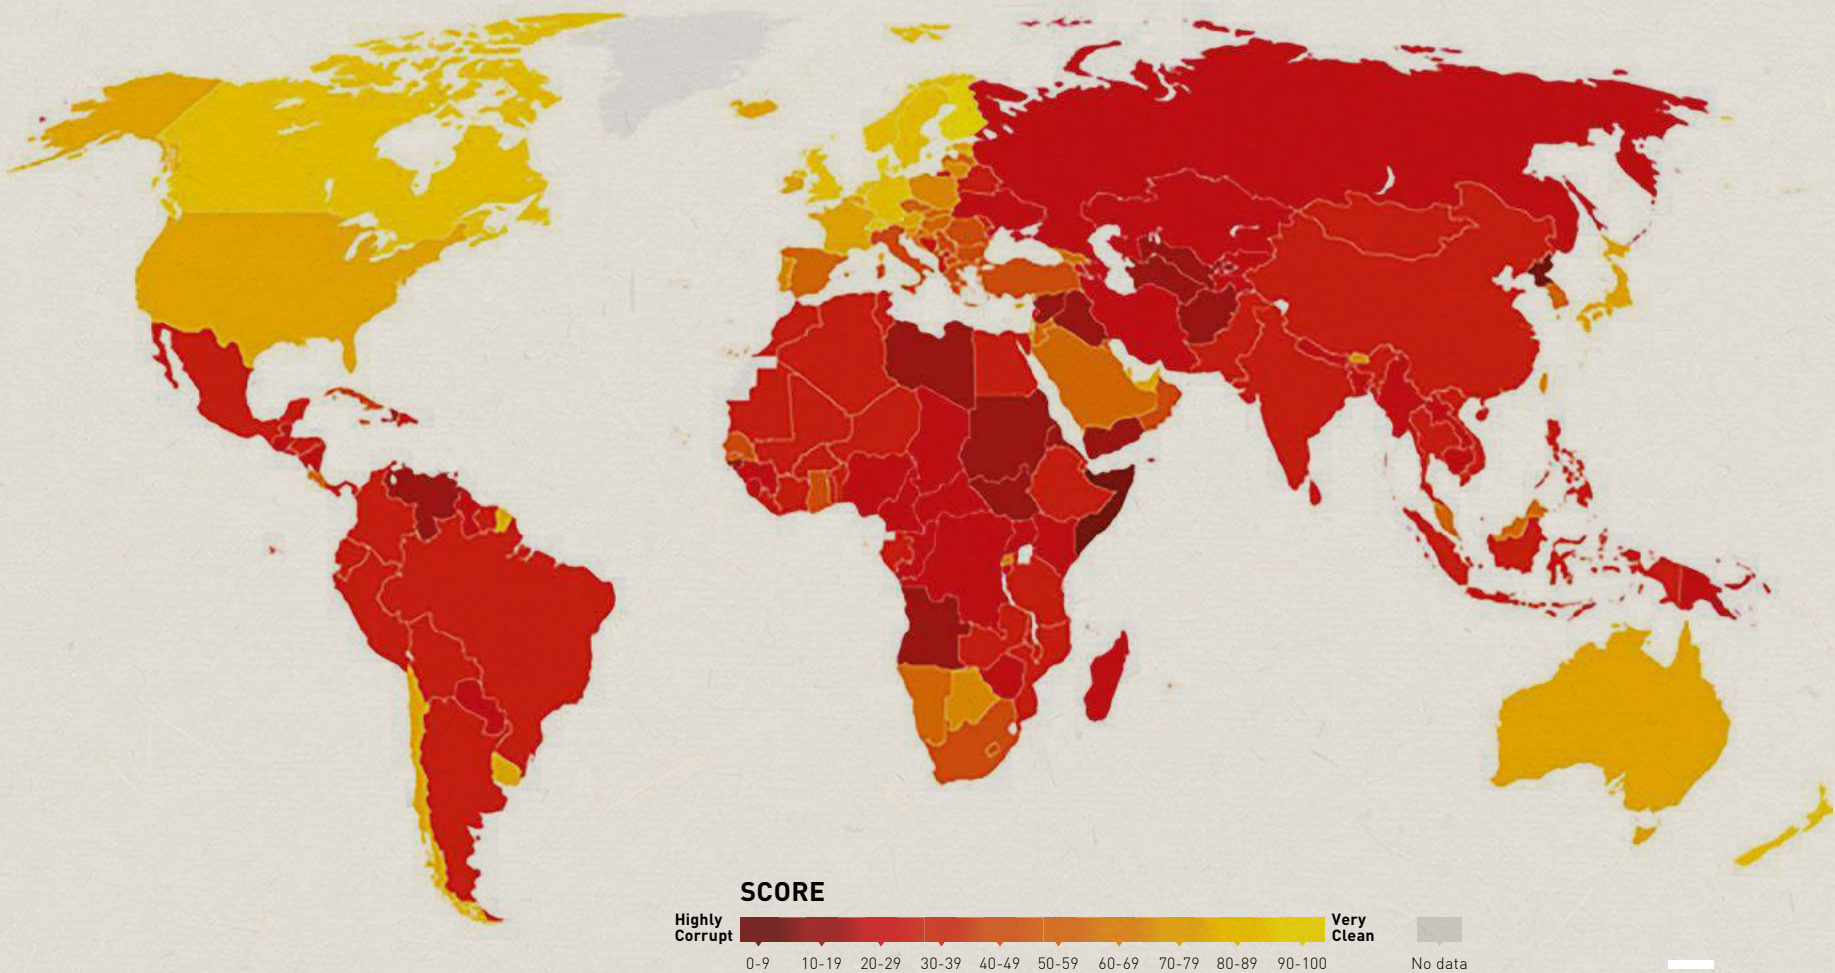 SCORE
Highly
Corrupt
Very
Clean
0-9 10-19 20-29 30-39 40-49 50-59 60-69 70-79 80-89 90-100 No data